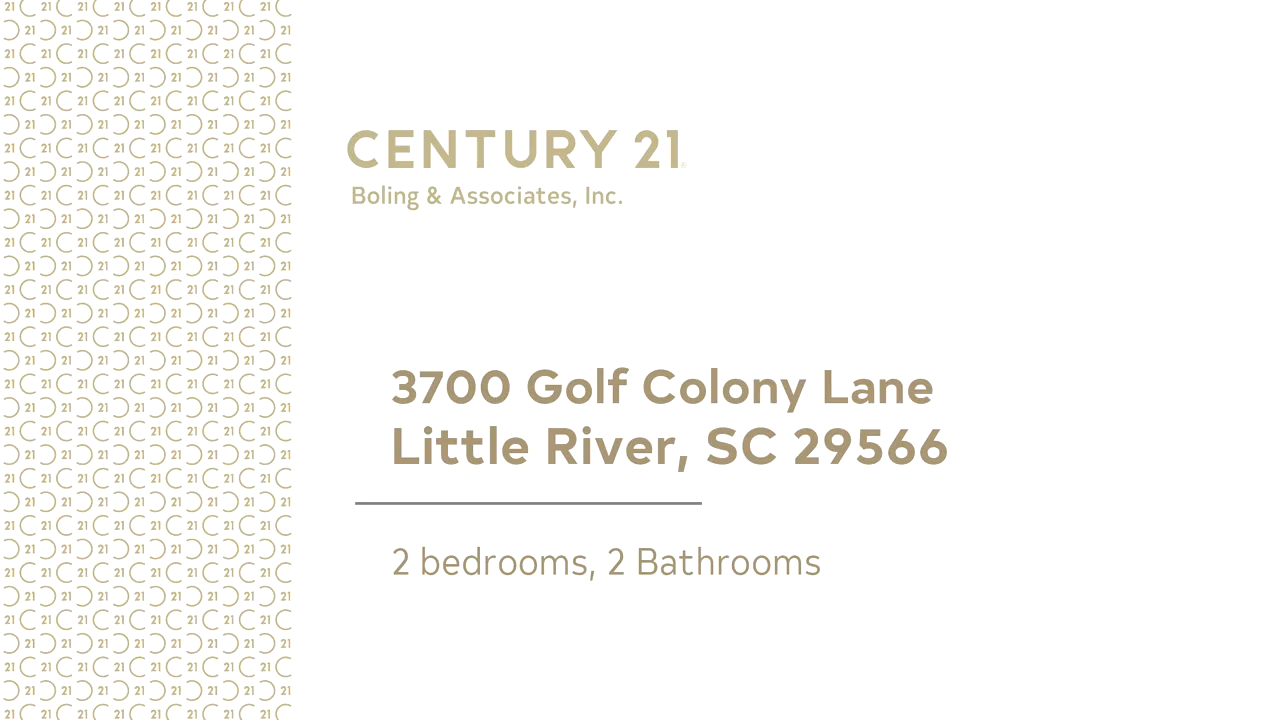 CENTURY 21
Boling & Associates, Inc.
3700 Golf Colony Lane
Little River, SC 29566
2 bedrooms, 2 Bathrooms